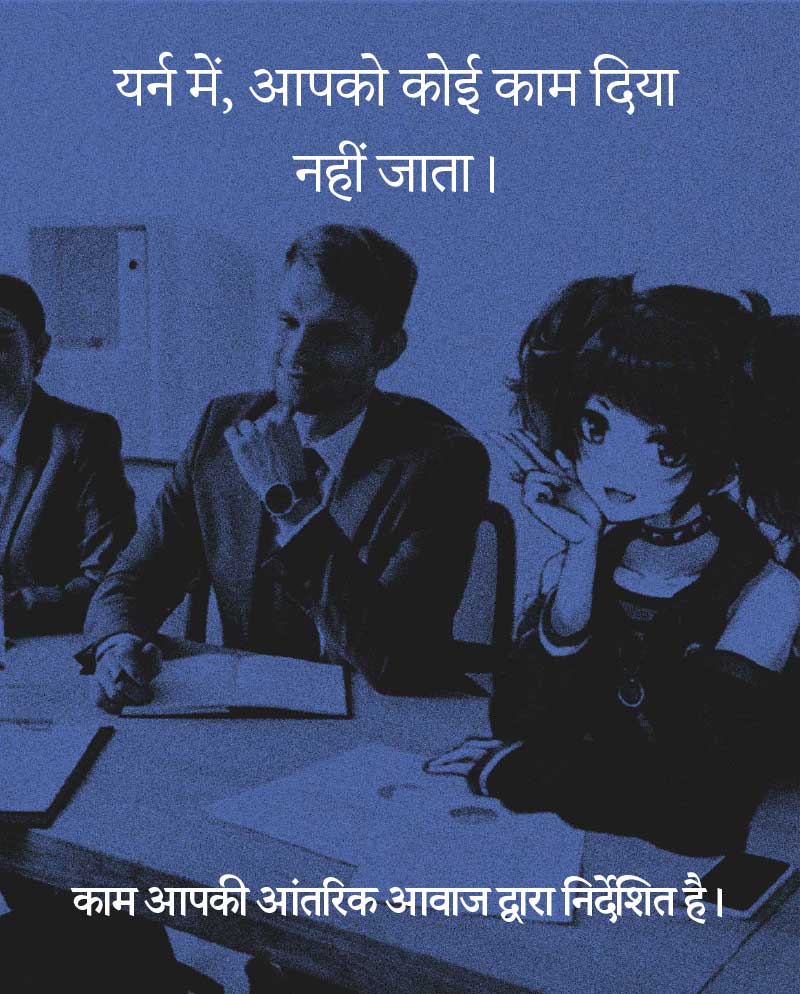 यर्न में, आपको कोई काम दिया
नहीं जाता।
काम आपकी आंतरिक आवाज द्वारा निर्देशित है।